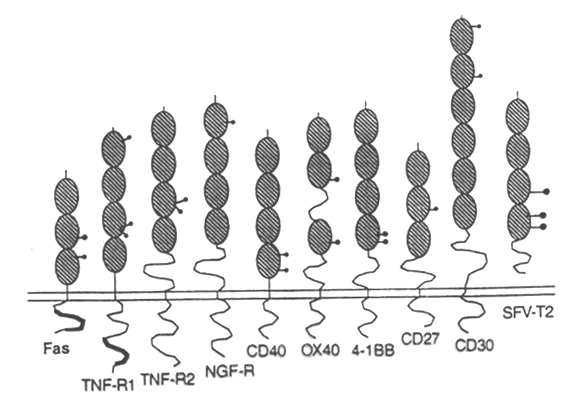 Fas
TNF-R1
TNF-R2
NGF-R
CD40
OX40
4-1BB
CD27
CD30
SFV-T2